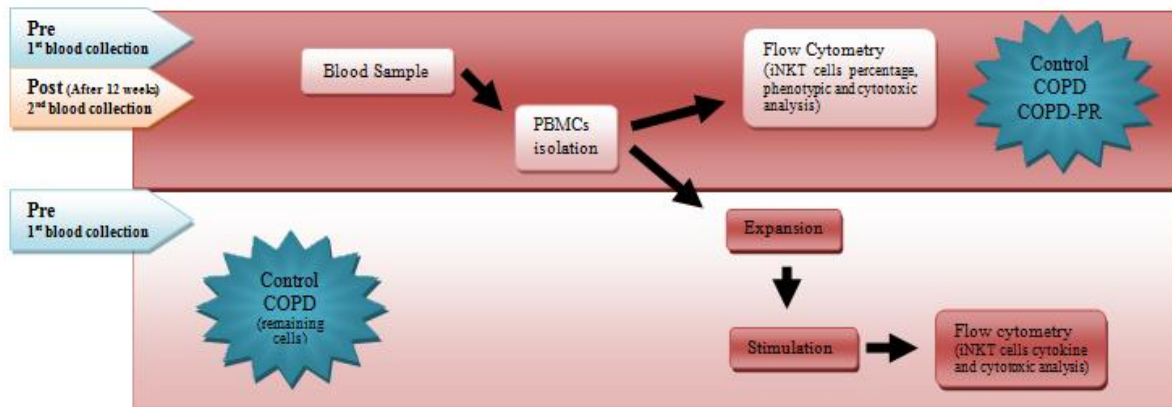 Pre
1st blood collection
Post (After 12 weeks)
2nd blood collection
Blood Sample
PBMCs
isolation
Flow Cytometry
(iNKT cells percentage,
phenotypic and cytotoxic
analysis)
Control
COPD
COPD-PR
Pre
1st blood collection
Control
COPD
(remaining
cells)
Expansion
Stimulation
Flow cytometry
(iNKT cells cytokine
and cytotoxic analysis)